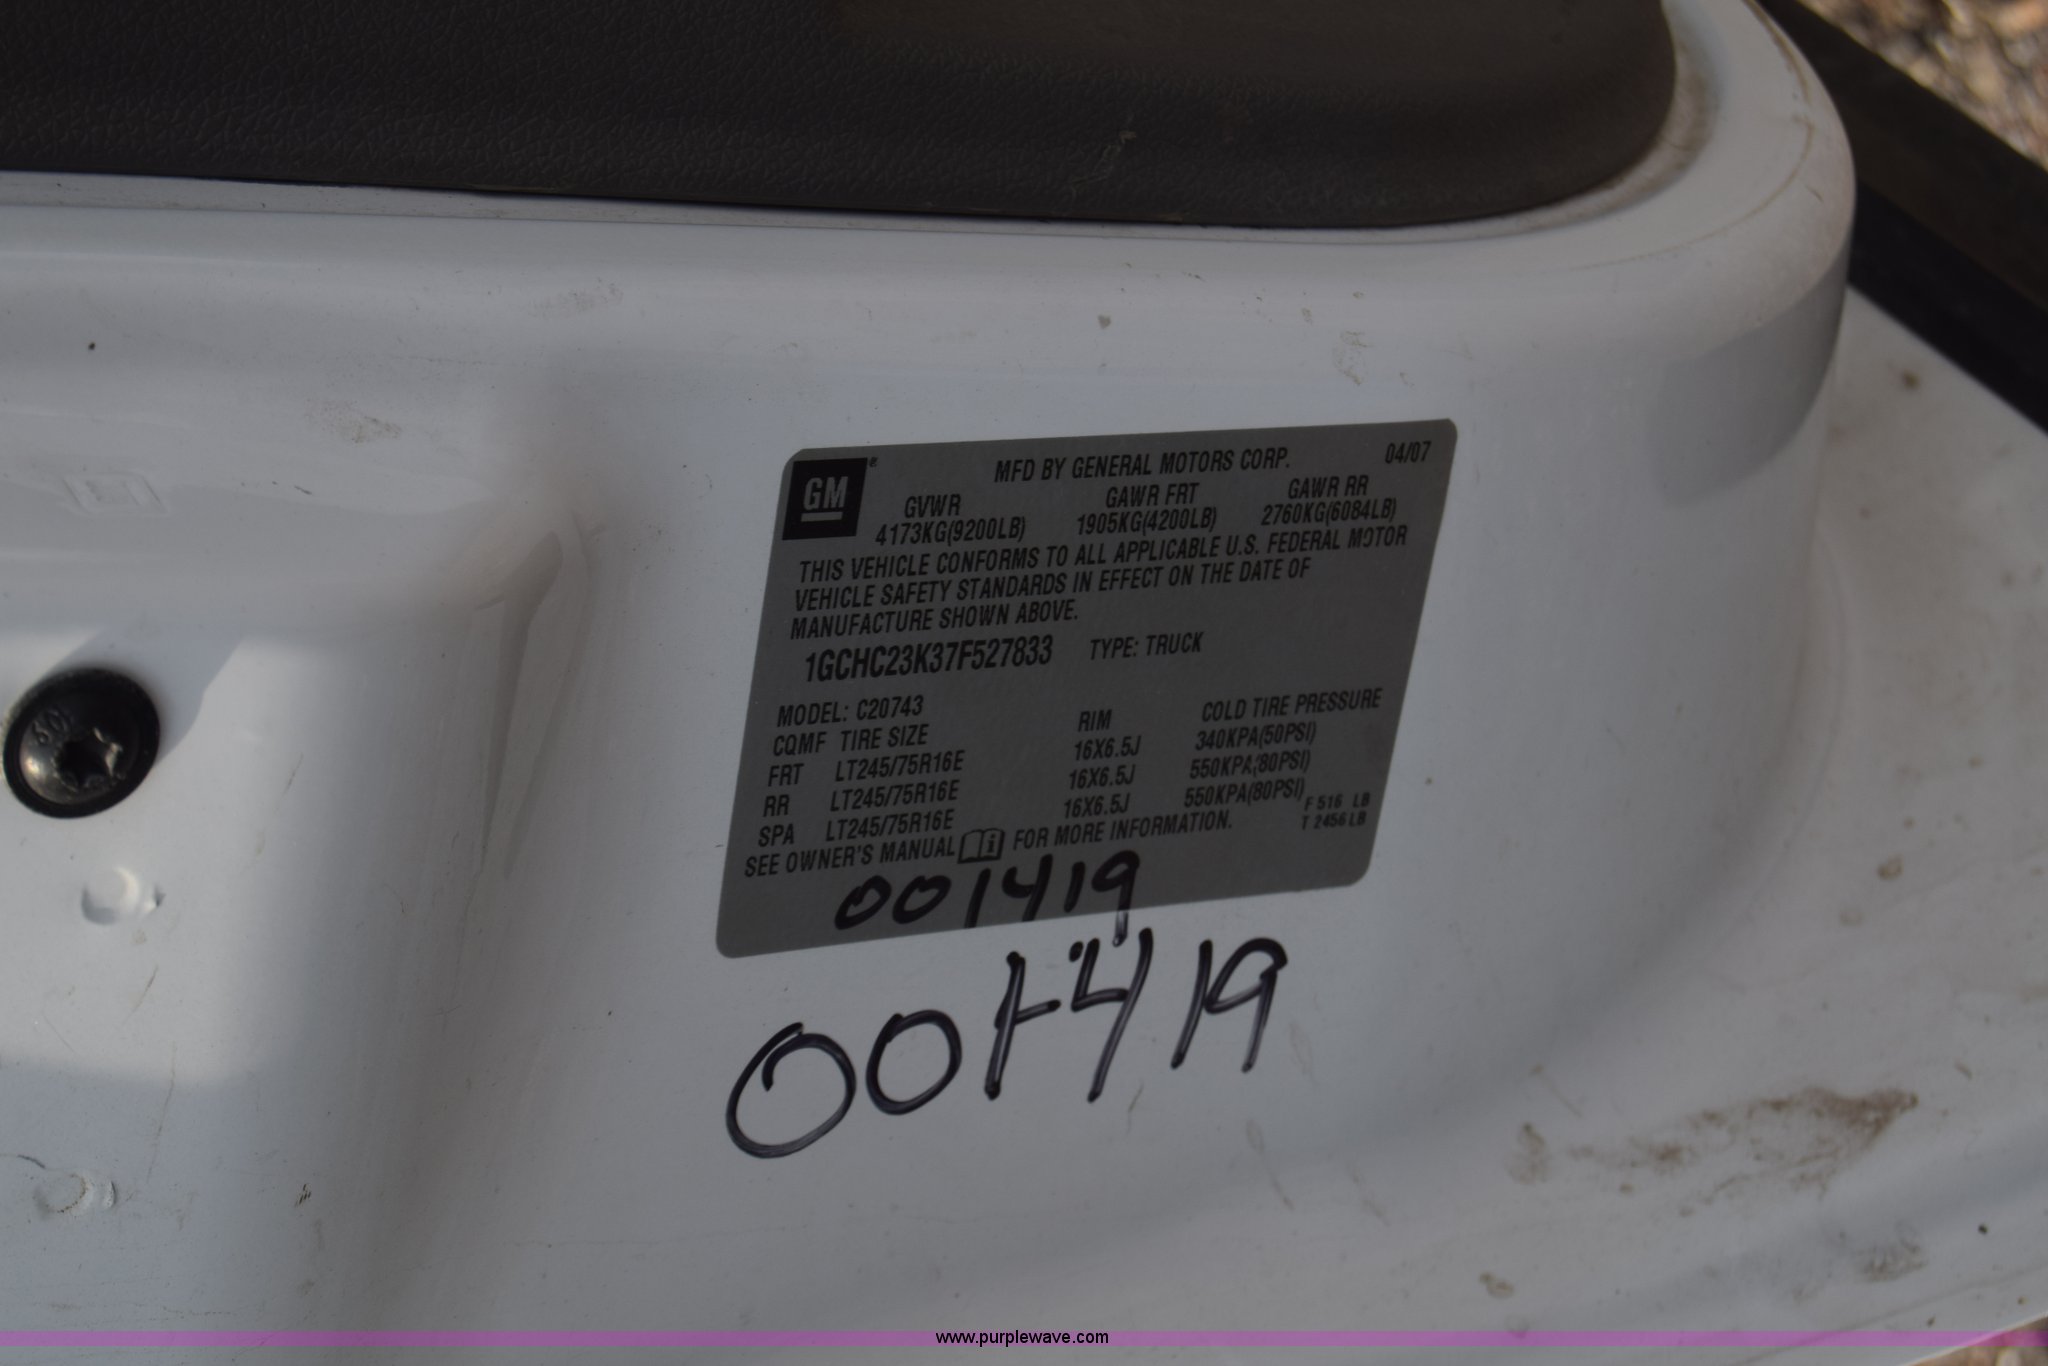 GM ® MFD BY GENERAL MOTORS CORP. 04/07
GVWR GAWR FRT GAWR RR
4173KG(9200LB) 1905KG(4200LB) 2760KG(6084LB)
THIS VEHICLE CONFORMS TO ALL APPLICABLE U.S. FEDERAL MOTOR
VEHICLE SAFETY STANDARDS IN EFFECT ON THE DATE OF
MANUFACTURE SHOWN ABOVE.
1GCHC23K37F527833 TYPE: TRUCK
MODEL: C20743
CQMF TIRE SIZE RIM COLD TIRE PRESSURE
FRT LT245/75R16E 16X6.5J 340KPA(50PSI)
RR LT245/75R16E 16X6.5J 550KPA(80PSI)
SPA LT245/75R16E 16X6.5J 550KPA(80PSI)
F 516 LB
T 2456 LB
SEE OWNER'S MANUAL FOR MORE INFORMATION.
001419
001419
www.purplewave.com